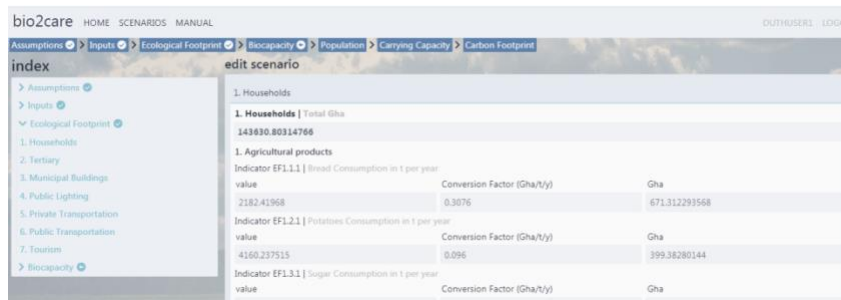 bio2care HOME SCENARIOS MANUAL DUTHUSER1 LOG
Assumptions > Inputs > Ecological Footprint > Biocapacity > Population > Carrying Capacity > Carbon Footprint
index
edit scenario
> Assumptions
> Inputs
Ecological Footprint
1. Households
2. Tertiary
3. Municipal Buildings
4. Public Lighting
5. Private Transportation
6. Public Transportation
7. Tourism
> Biocapacity
1. Households
1. Households | Total Gha
143630.80314766
1. Agricultural products
Indicator EF1.1.1 | Bread Consumption in t per year
value Conversion Factor (Gha/t/y) Gha
2182.41968 0.3076 671.312293568
Indicator EF1.2.1 | Potatoes Consumption in t per year
value Conversion Factor (Gha/t/y) Gha
4160.237515 0.096 399.38280144
Indicator EF1.3.1 | Sugar Consumption in t per year
value Conversion Factor (Gha/t/y) Gha